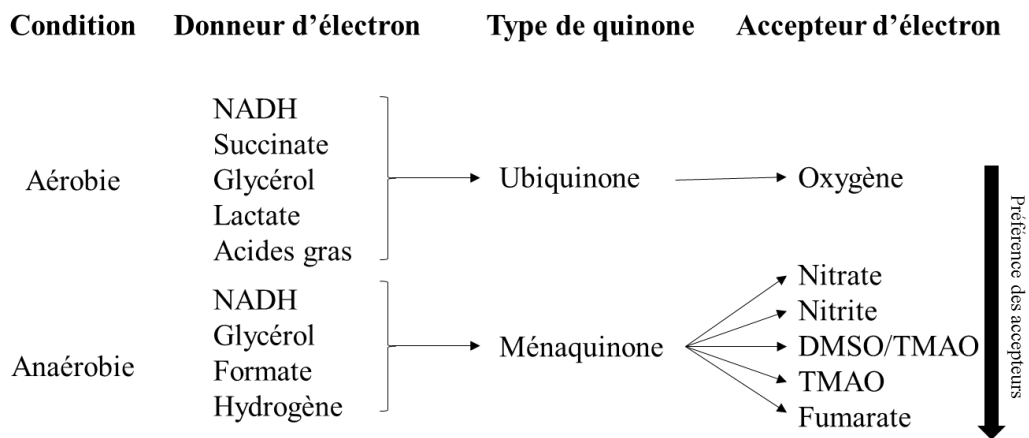 Condition Donneur d’électron Type de quinone Accepteur d’électron
NADH
Succinate
Aérobie Glycérol Ubiquinone Oxygène
Lactate
Acides gras
NADH
Glycérol
Anaérobie Formate Ménaquinone
Hydrogène
Nitrate
Nitrite
DMSO/TMAO
TMAO
Fumarate
Préférence des accepteurs